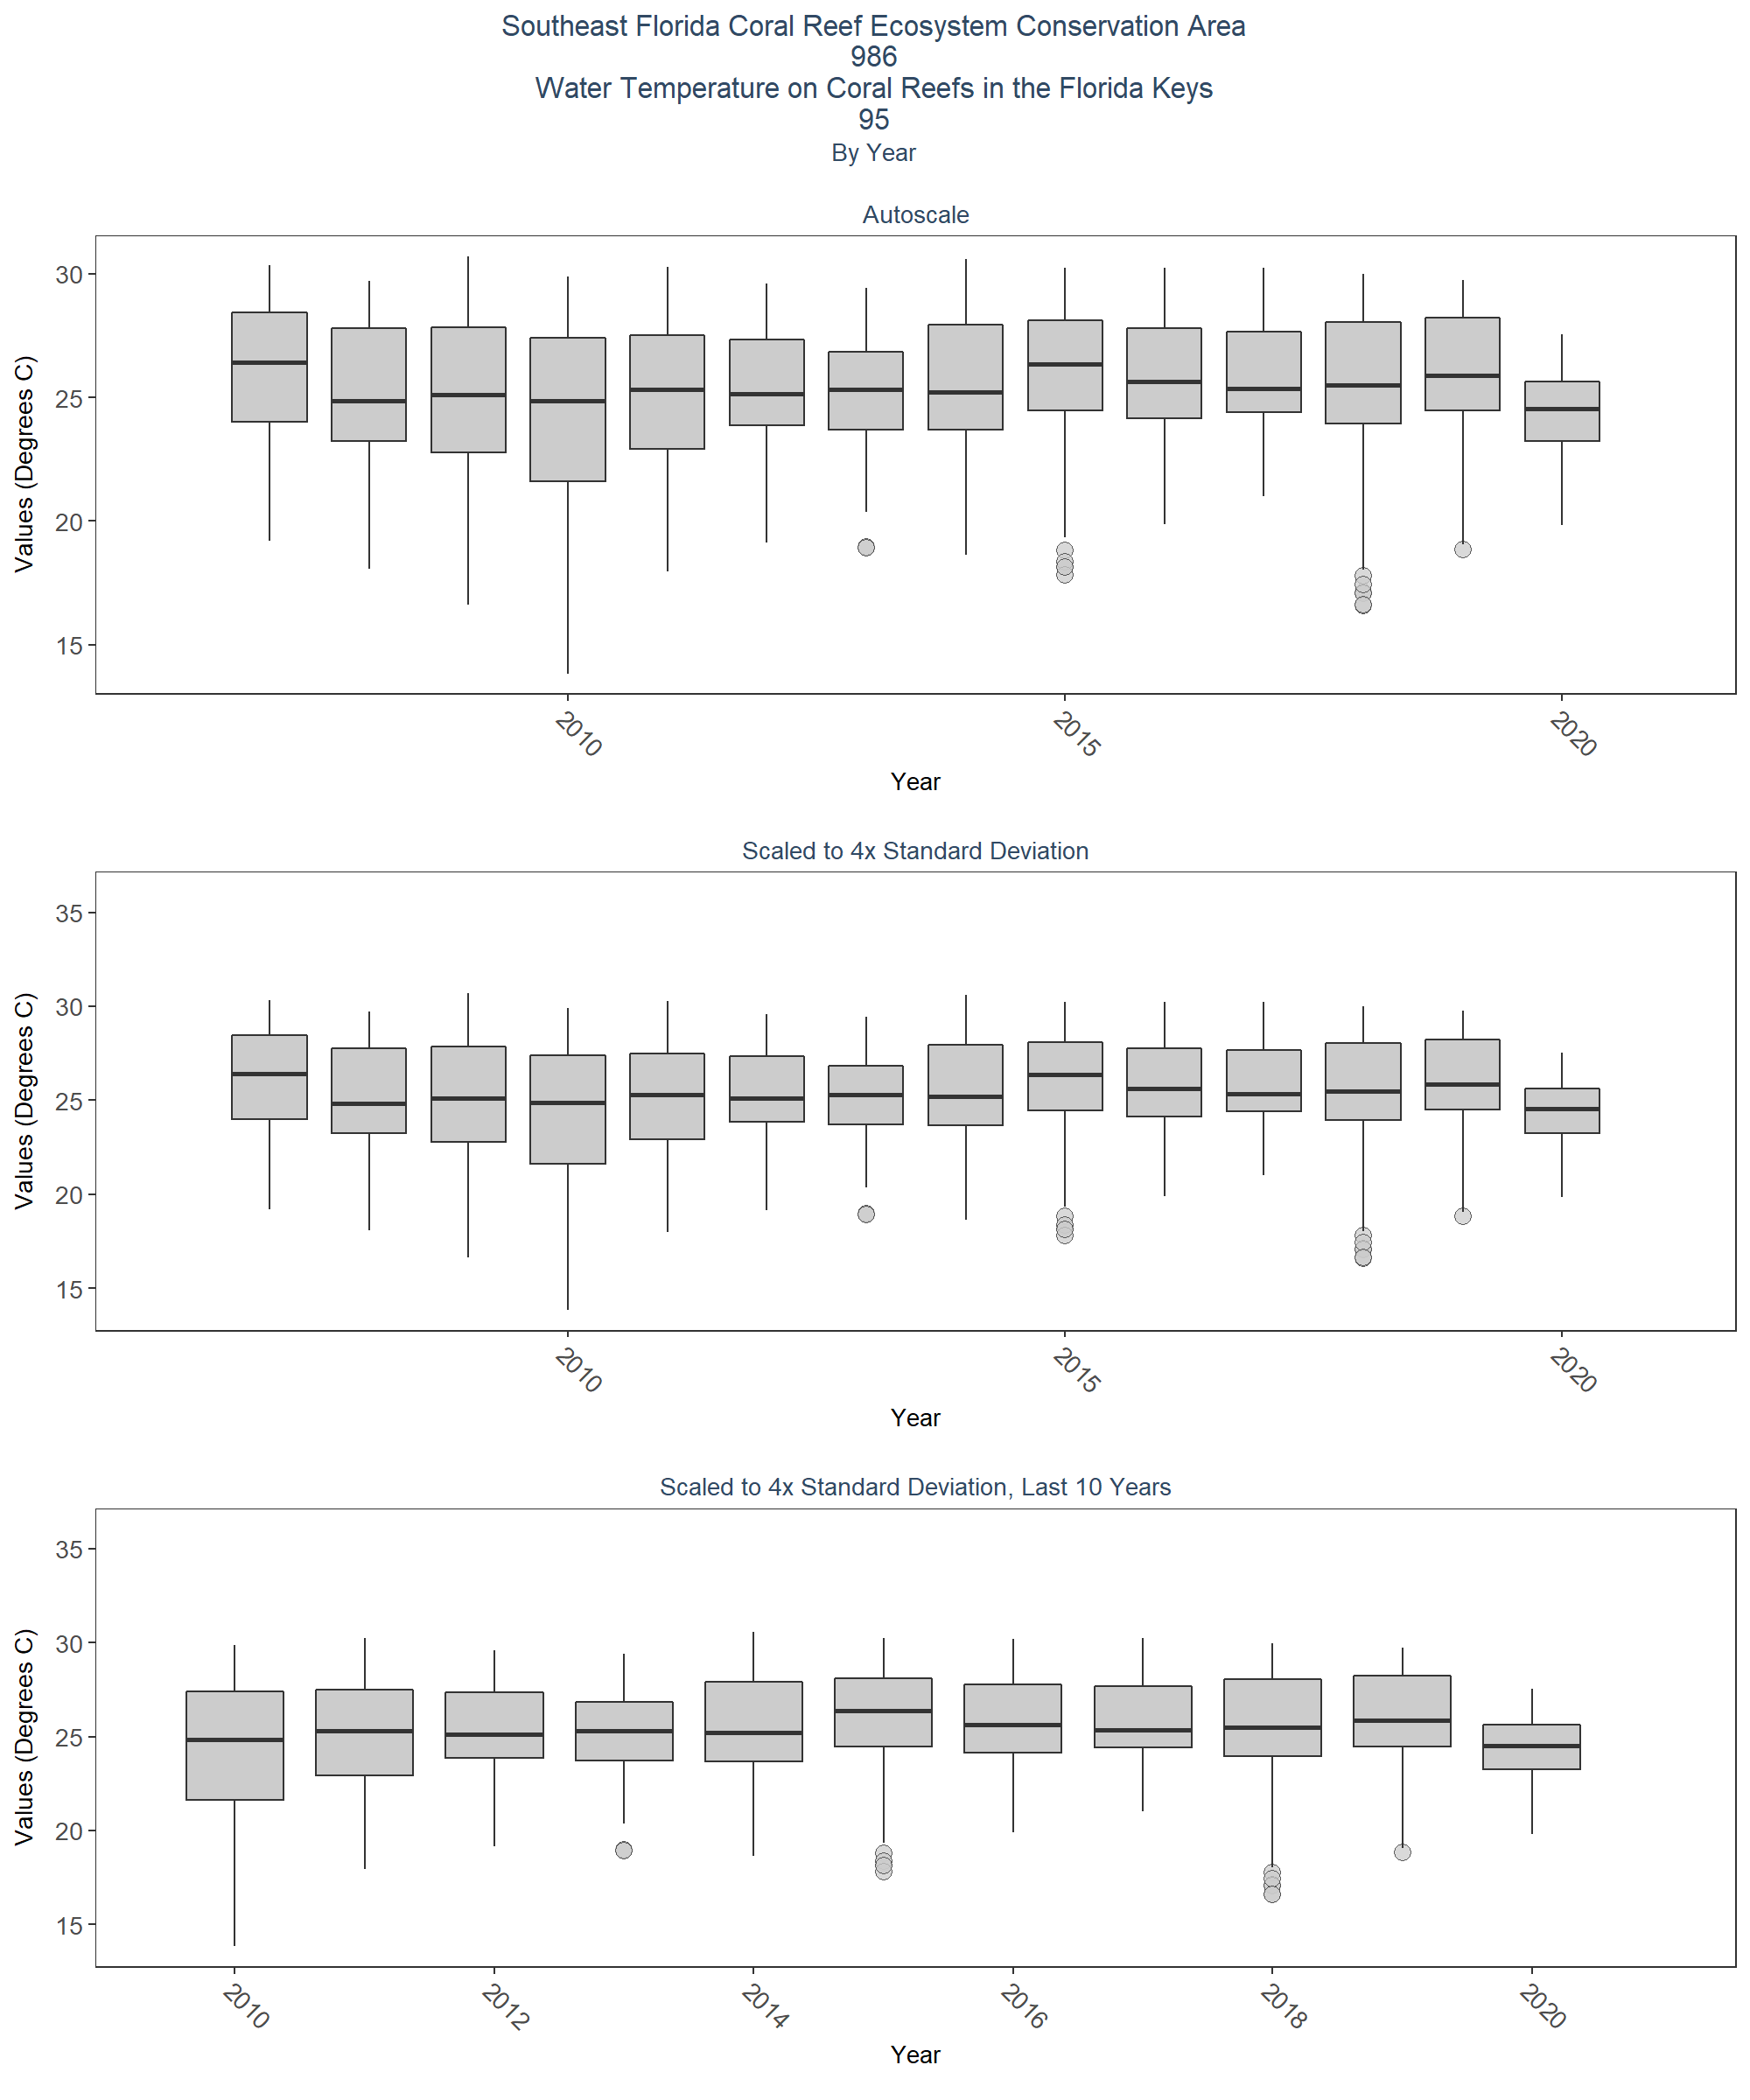 Southeast Florida Coral Reef Ecosystem Conservation Area
986
Water Temperature on Coral Reefs in the Florida Keys
95
By Year
Autoscale
Values (Degrees C)
30
25
20
15
2010
2015
2020
Year
Scaled to 4x Standard Deviation
Values (Degrees C)
35
30
25
20
15
2010
2015
2020
Year
Scaled to 4x Standard Deviation, Last 10 Years
Values (Degrees C)
35
30
25
20
15
2010
2012
2014
2016
2018
2020
Year